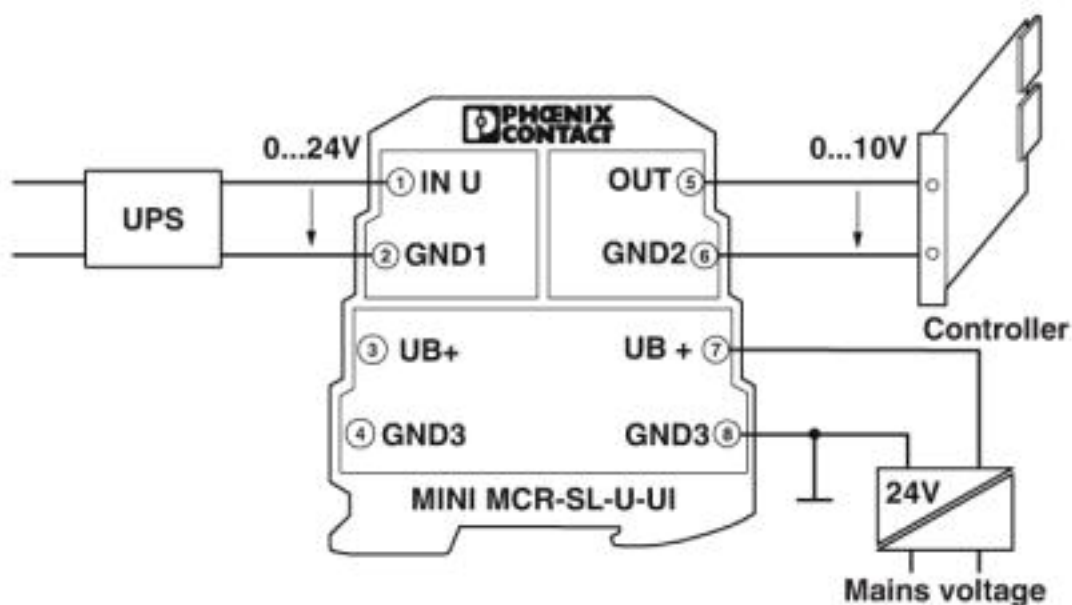 PHŒNIX
CONTACT
0...24V
0...10V
1 IN U
OUT 5
UPS
2 GND1
GND2 6
Controller
3 UB+
UB + 7
4 GND3
GND3 8
24V
MINI MCR-SL-U-UI
Mains voltage